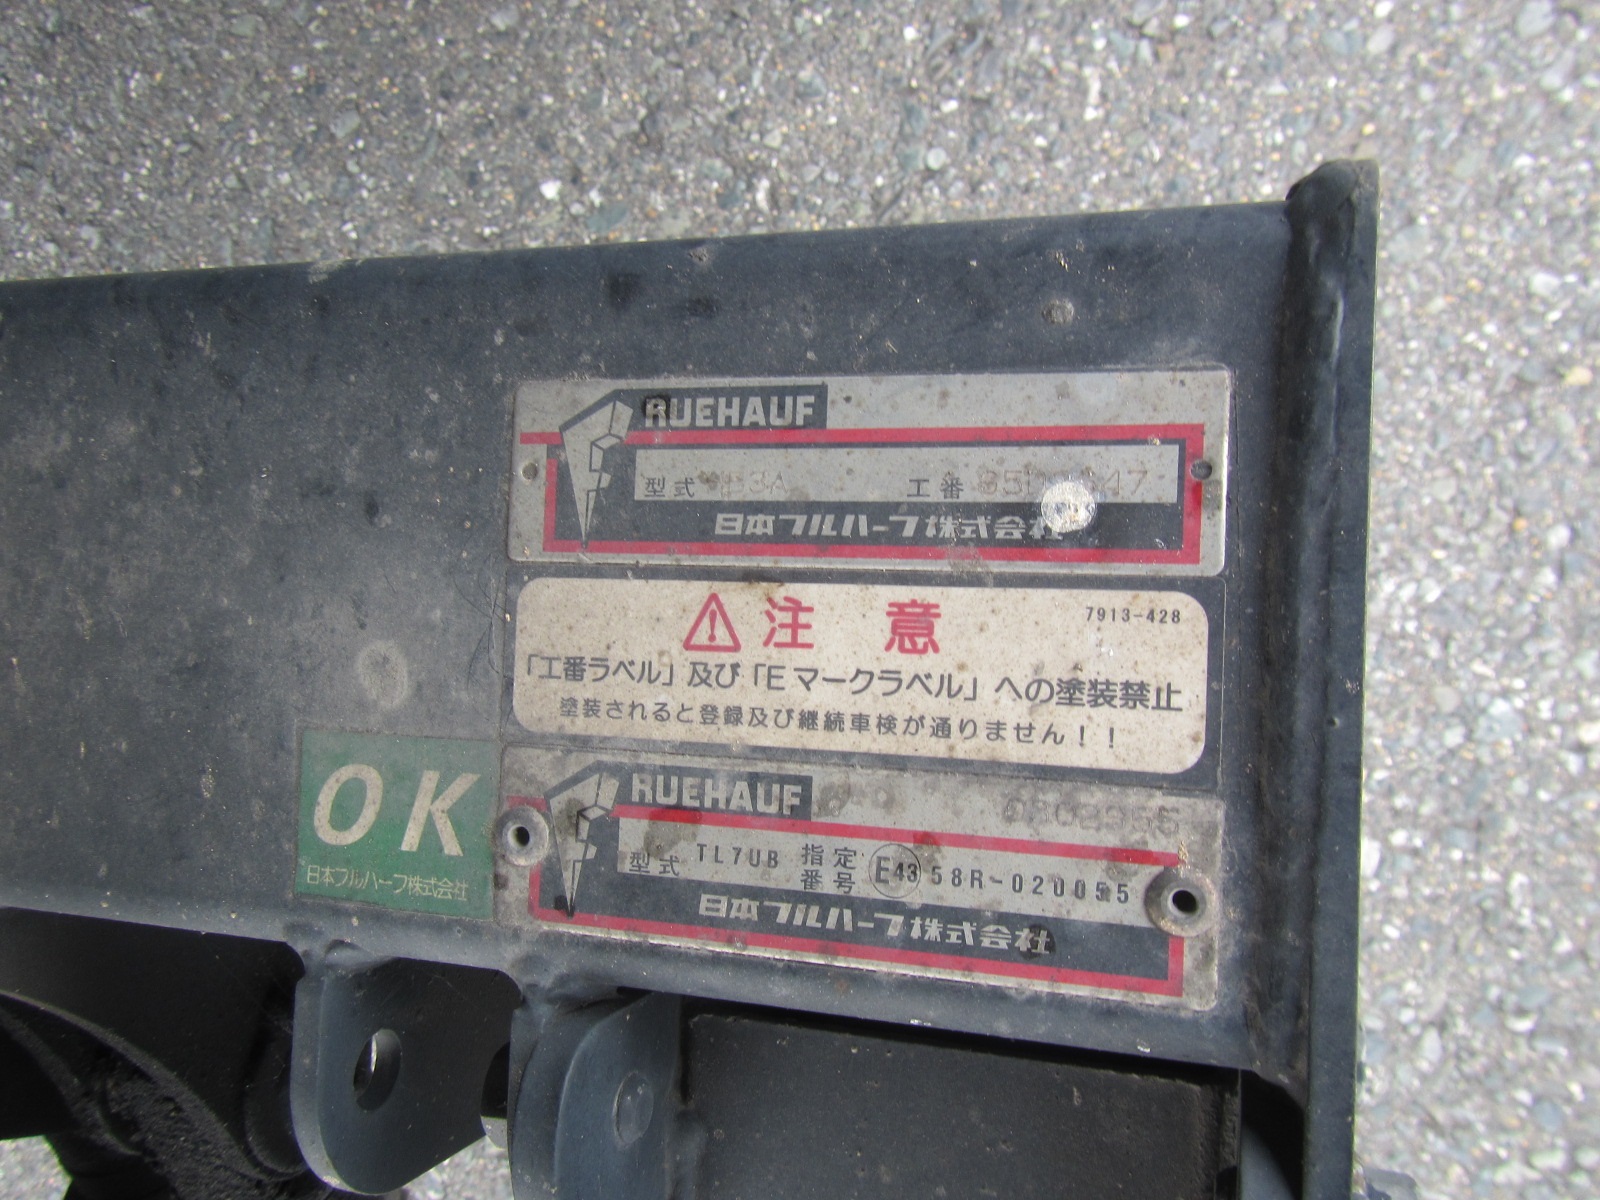 RUEHAUF
型式 3A 工番
日本フルハーフ株式会社
注意 7913-428
「工番ラベル」及び「Eマークラベル」への塗装禁止
塗装されると登録及び継続車検が通りません！！
OK
日本フルハーフ株式会社
RUEHAUF
型式 TL7UB 指定番号 E43 58R-020055
日本フルハーフ株式会社